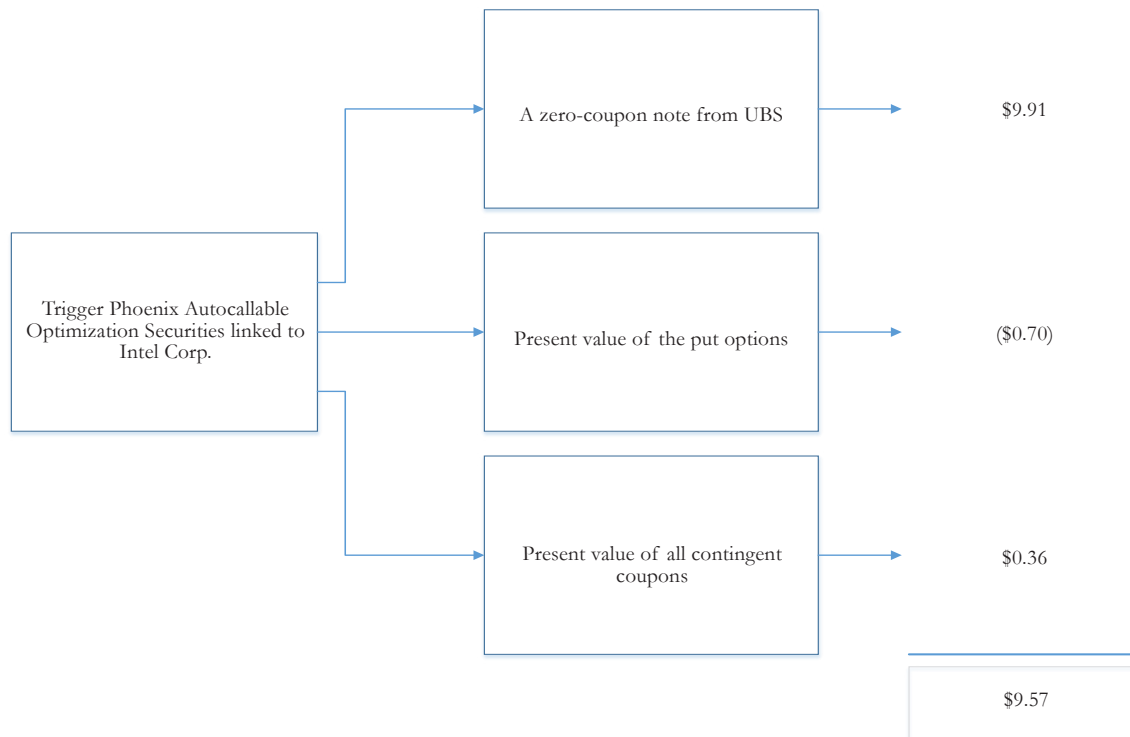 A zero-coupon note from UBS
$9.91
Trigger Phoenix Autocallable
Optimization Securities linked to
Intel Corp.
Present value of the put options
($0.70)
Present value of all contingent
coupons
$0.36
$9.57